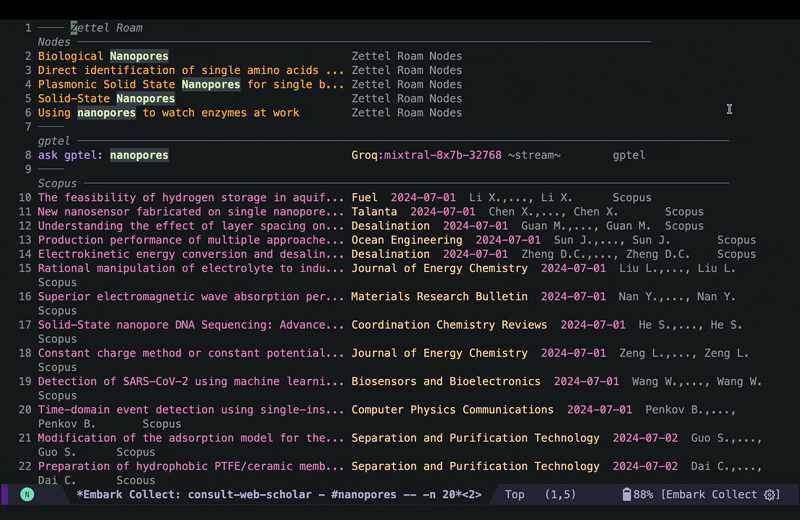 1 —— Zettel Roam
Nodes
2 Biological Nanopores Zettel Roam Nodes
3 Direct identification of single amino acids ... Zettel Roam Nodes
4 Plasmonic Solid State Nanopores for single b... Zettel Roam Nodes
5 Solid-State Nanopores Zettel Roam Nodes
6 Using nanopores to watch enzymes at work Zettel Roam Nodes
7 ——
gptel
8 ask gptel: nanopores Groq:mixtral-8x7b-32768 ~stream~ gptel
9 ——
Scopus
10 The feasibility of hydrogen storage in aquif... Fuel 2024-07-01 Li X.,..., Li X. Scopus
11 New nanosensor fabricated on single nanopore... Talanta 2024-07-01 Chen X.,..., Chen X. Scopus
12 Understanding the effect of layer spacing on... Desalination 2024-07-01 Guan M.,..., Guan M. Scopus
13 Production performance of multiple approache... Ocean Engineering 2024-07-01 Sun J.,..., Sun J. Scopus
14 Electrokinetic energy conversion and desalin... Desalination 2024-07-01 Zheng D.C.,..., Zheng D.C. Scopus
15 Rational manipulation of electrolyte to indu... Journal of Energy Chemistry 2024-07-01 Liu L.,..., Liu L.
Scopus
16 Superior electromagnetic wave absorption per... Materials Research Bulletin 2024-07-01 Nan Y.,..., Nan Y.
Scopus
17 Solid-State nanopore DNA Sequencing: Advance... Coordination Chemistry Reviews 2024-07-01 He S.,..., He S.
Scopus
18 Constant charge method or constant potential... Journal of Energy Chemistry 2024-07-01 Zeng L.,..., Zeng L.
Scopus
19 Detection of SARS-CoV-2 using machine learni... Biosensors and Bioelectronics 2024-07-01 Wang W.,..., Wang W.
Scopus
20 Time-domain event detection using single-ins... Computer Physics Communications 2024-07-01 Penkov B.,...,
Penkov B. Scopus
21 Modification of the adsorption model for the... Separation and Purification Technology 2024-07-02 Guo S.,...,
Guo S. Scopus
22 Preparation of hydrophobic PTFE/ceramic memb... Separation and Purification Technology 2024-07-02 Dai C.,...,
Dai C. Scopus
N *Embark Collect: consult-web-scholar - #nanopores -- -n 20*<2> Top (1,5) 88% [Embark Collect]